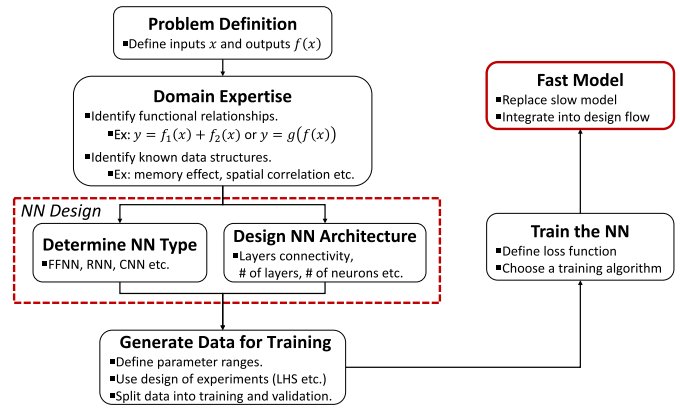 Problem Definition
▪Define inputs x and outputs f(x)
Domain Expertise
▪Identify functional relationships.
▪Ex: y = f₁(x) + f₂(x) or y = g(f(x))
▪Identify known data structures.
▪Ex: memory effect, spatial correlation etc.
NN Design
Determine NN Type
▪FFNN, RNN, CNN etc.
Design NN Architecture
▪Layers connectivity,
# of layers, # of neurons etc.
Generate Data for Training
▪Define parameter ranges.
▪Use design of experiments (LHS etc.)
▪Split data into training and validation.
Train the NN
▪Define loss function
▪Choose a training algorithm
Fast Model
▪Replace slow model
▪Integrate into design flow